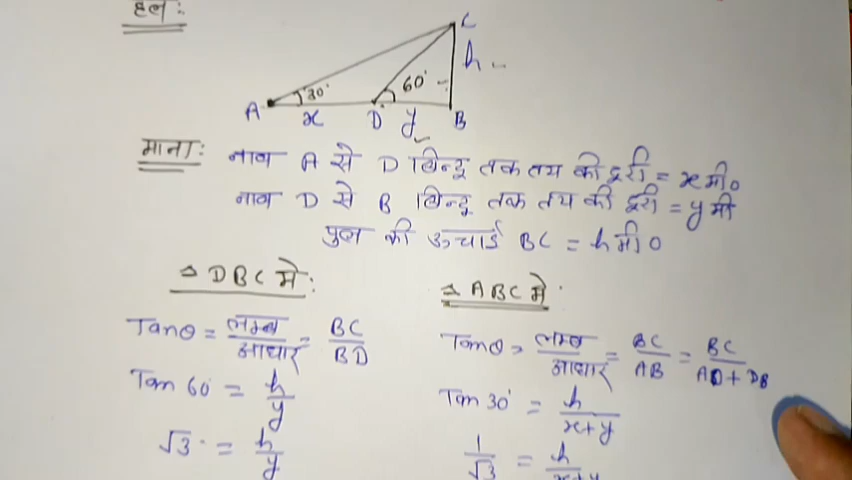 हल :
C
h
30°
60°
A x D y B
माना: नाव A से D बिन्दू तक तय की दूरी = x मी०
नाव D से B बिन्दू तक तय की दूरी = y मी
पुल की ऊचाई BC = h मी०
△ DBC मे :
Tanθ = लम्ब/आधार = BC/BD
Tan 60° = h/y
√3 = h/y
△ ABC मे :
Tanθ = लम्ब/आधार = BC/AB = BC/AD+DB
Tan 30° = h/x+y
1/√3 = h/x+y